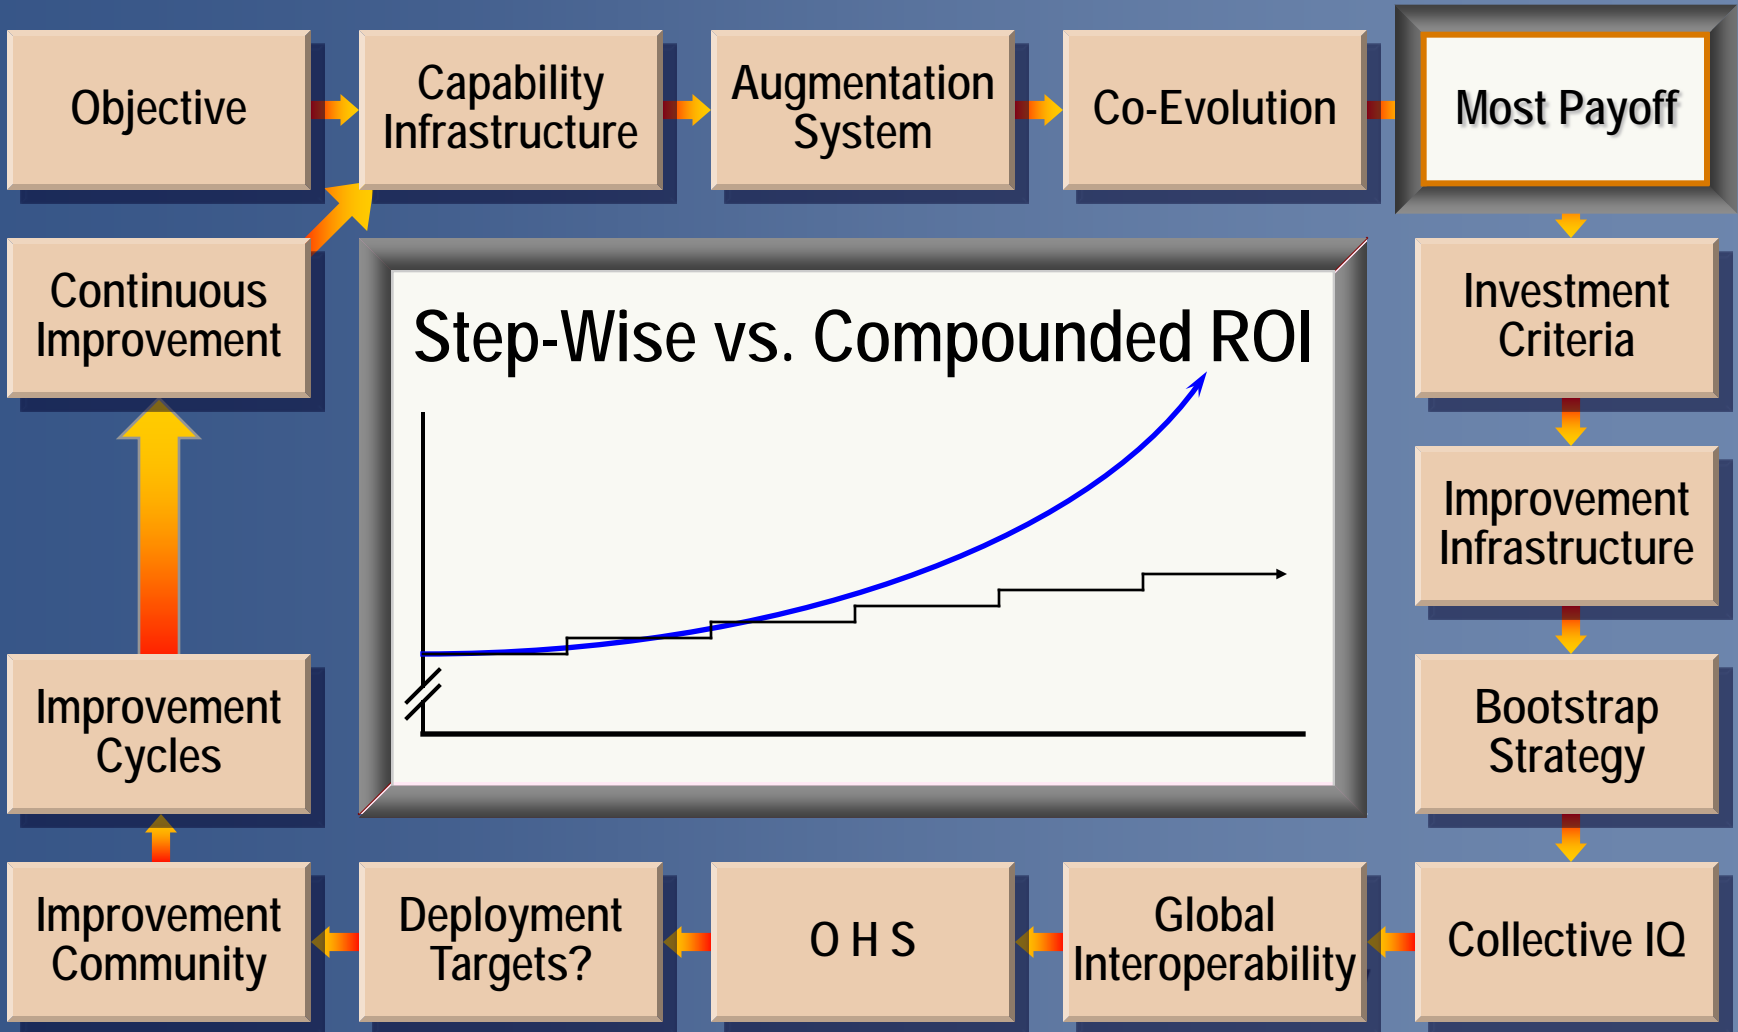 Objective
Capability
Infrastructure
Augmentation
System
Co-Evolution
Most Payoff
Continuous
Improvement
Step-Wise vs. Compounded ROI
Investment
Criteria
Improvement
Infrastructure
Improvement
Cycles
Bootstrap
Strategy
Improvement
Community
Deployment
Targets?
O H S
Global
Interoperability
Collective IQ